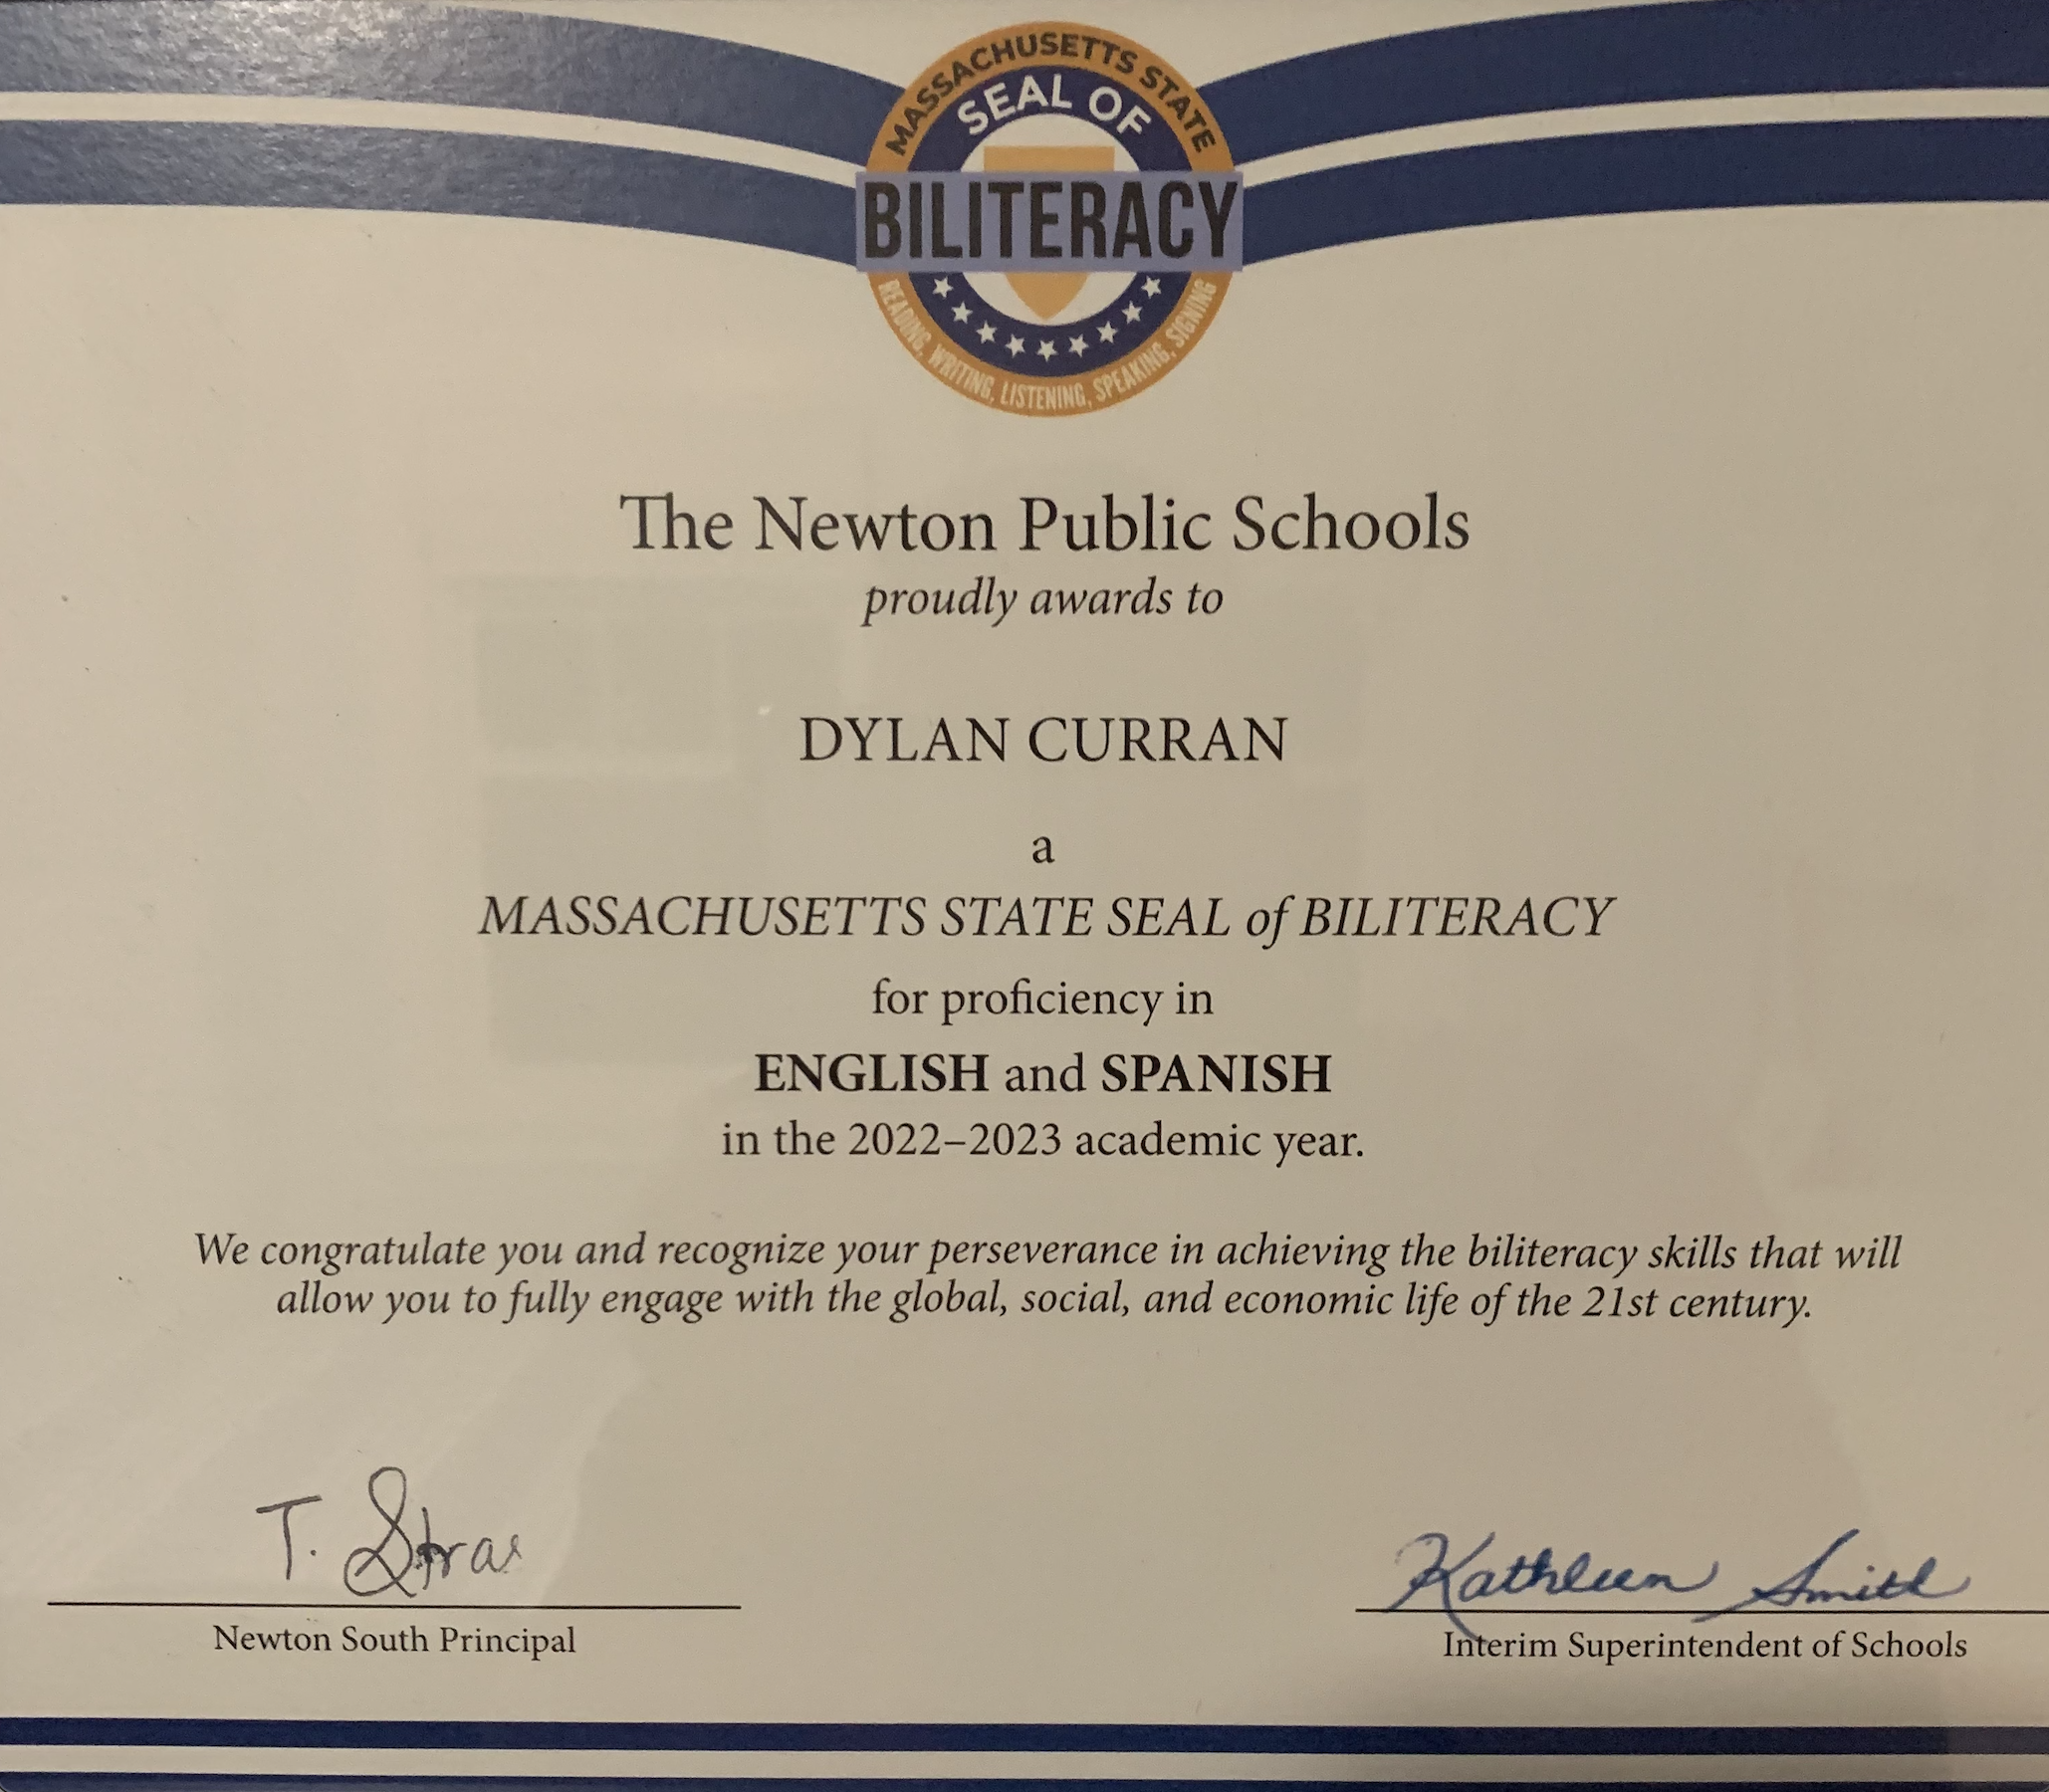 MASSACHUSETTS STATE
SEAL OF
BILITERACY
READING, WRITING, LISTENING, SPEAKING, SIGNING
The Newton Public Schools
proudly awards to
DYLAN CURRAN
a
MASSACHUSETTS STATE SEAL of BILITERACY
for proficiency in
ENGLISH and SPANISH
in the 2022–2023 academic year.
We congratulate you and recognize your perseverance in achieving the biliteracy skills that will
allow you to fully engage with the global, social, and economic life of the 21st century.
T. Stras
Kathleen Smith
Newton South Principal
Interim Superintendent of Schools